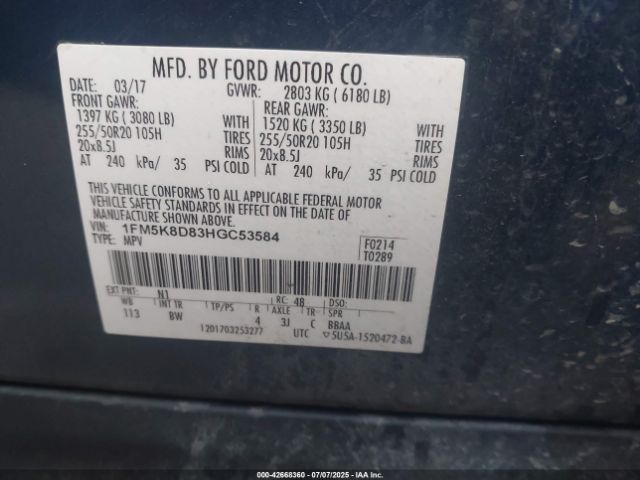 MFD. BY FORD MOTOR CO.
DATE: 03/17 GVWR: 2803 KG ( 6180 LB)
FRONT GAWR: REAR GAWR:
1397 KG ( 3080 LB) WITH 1520 KG ( 3350 LB) WITH
255/50R20 105H TIRES 255/50R20 105H TIRES
20x8.5J RIMS 20x8.5J RIMS
AT 240 kPa/ 35 PSI COLD AT 240 kPa/ 35 PSI COLD
THIS VEHICLE CONFORMS TO ALL APPLICABLE FEDERAL MOTOR
VEHICLE SAFETY STANDARDS IN EFFECT ON THE DATE OF
MANUFACTURE SHOWN ABOVE.
VIN: 1FM5K8D83HGC53584
TYPE: MPV
F0214
T0289
EXT PNT: N1 RC: 48 DSO:
WB INT TR TP/PS R AXLE TR SPR
113 BW 4 3J C BBAA
1201703253277 UTC ▽5U5A-1520472-BA
000-42668360 - 07/07/2025 - IAAI.COM